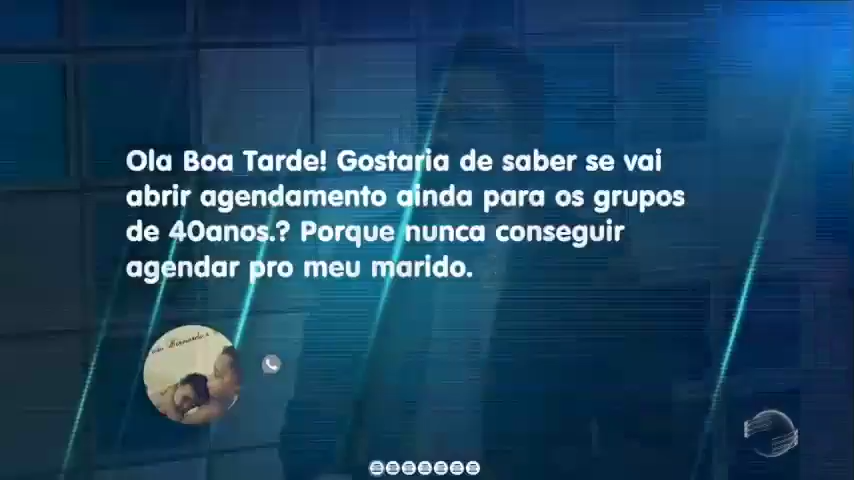 Ola Boa Tarde! Gostaria de saber se vai
abrir agendamento ainda para os grupos
de 40anos.? Porque nunca conseguir
agendar pro meu marido.